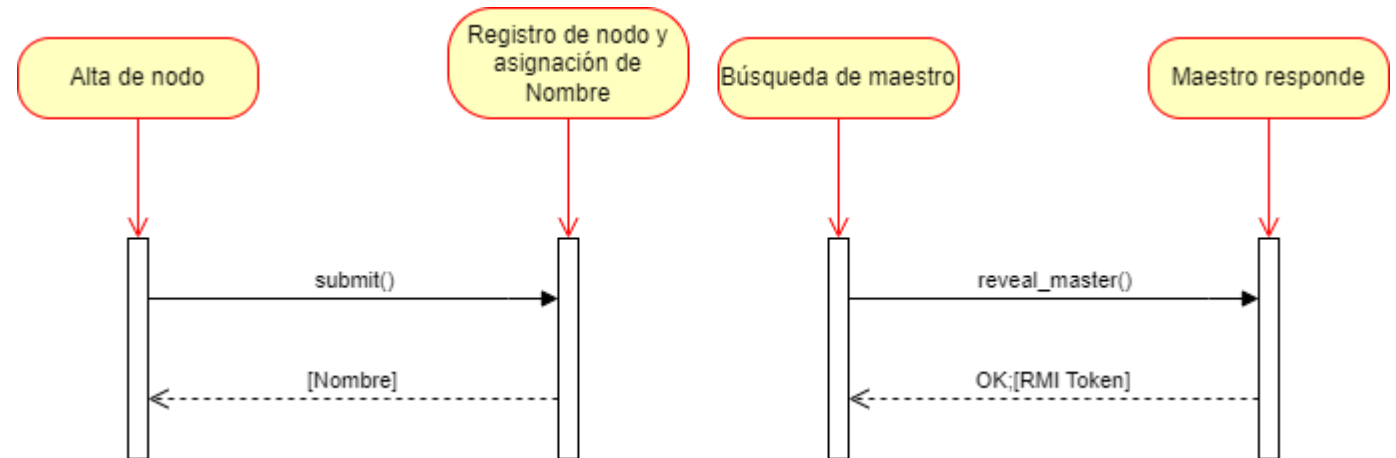 Alta de nodo
Registro de nodo y
asignación de
Nombre
Búsqueda de maestro
Maestro responde
submit()
[Nombre]
reveal_master()
OK;[RMI Token]